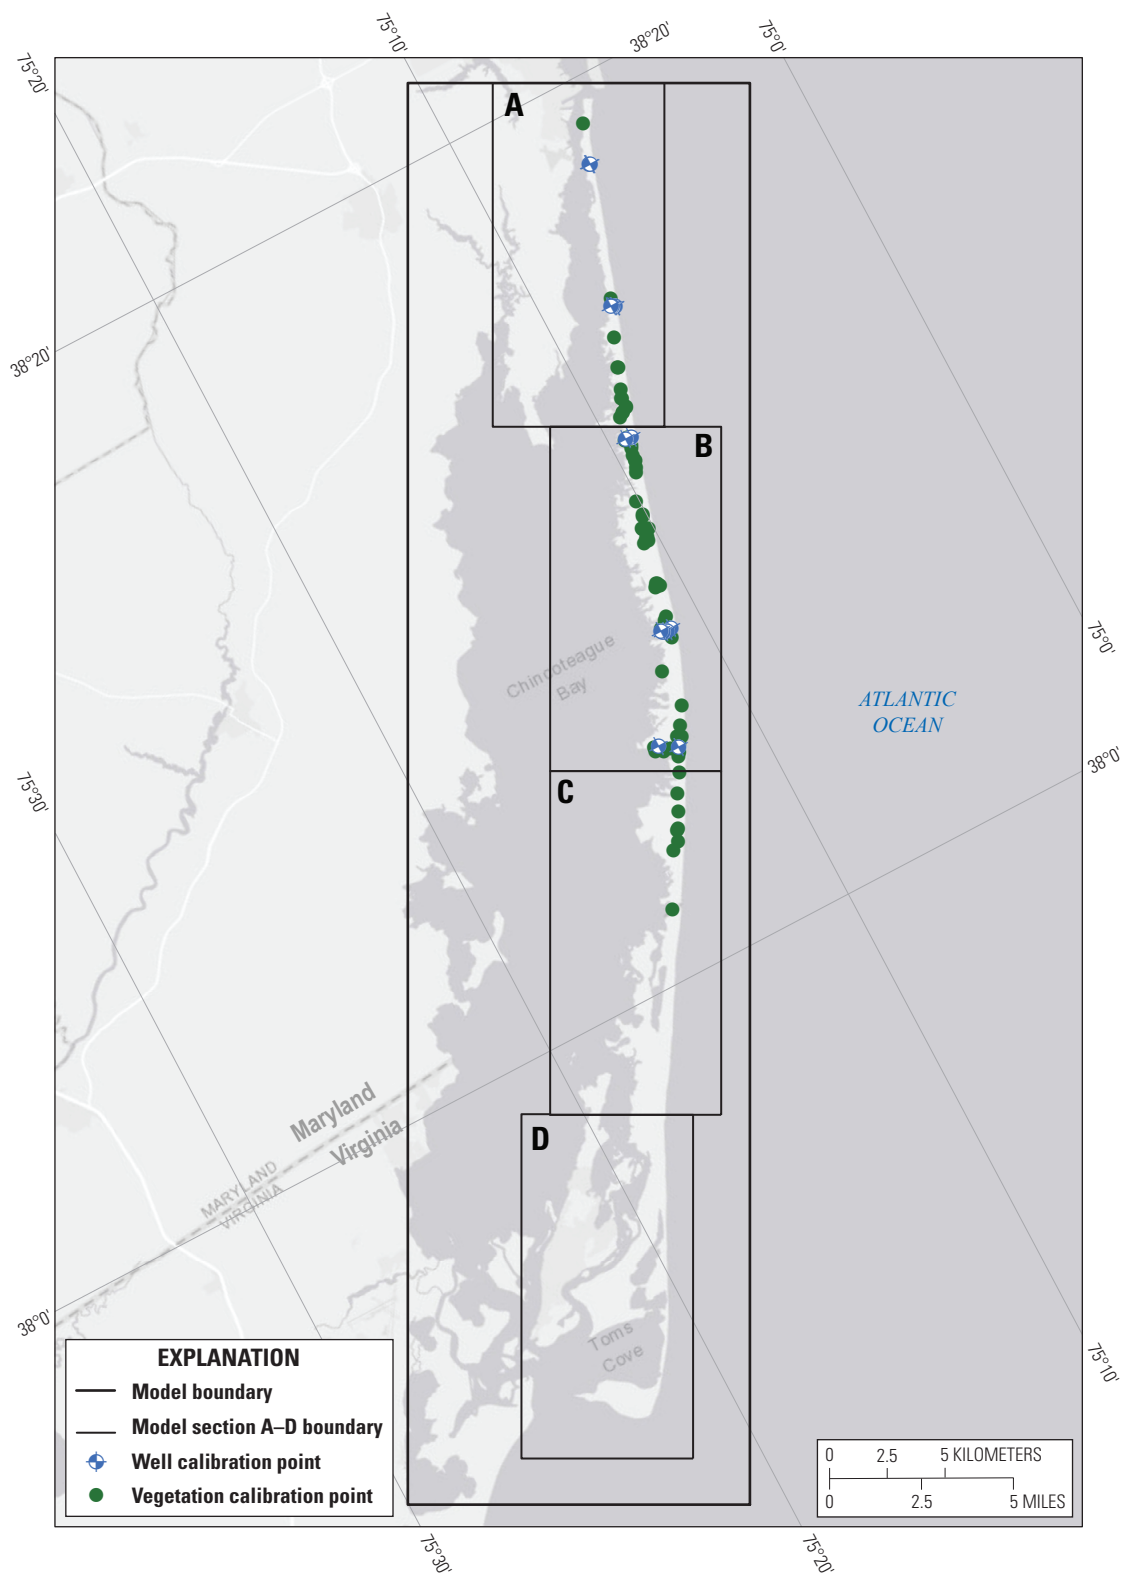 75°10'
38°20'
75°0'
75°20'
A
38°20'
B
75°0'
Chincoteague
Bay
ATLANTIC
OCEAN
38°0'
75°30'
C
Maryland
Virginia
D
MARYLAND
VIRGINIA
38°0'
Toms
Cove
75°10'
EXPLANATION
Model boundary
Model section A–D boundary
Well calibration point
Vegetation calibration point
0 2.5 5 KILOMETERS
0 2.5 5 MILES
75°30'
75°20'